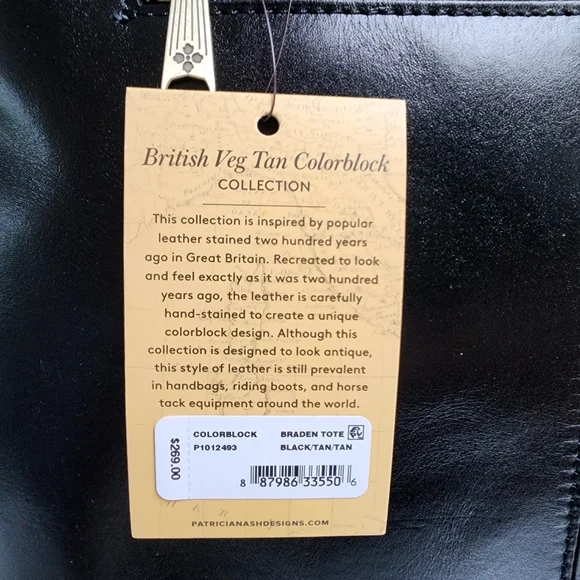 British Veg Tan Colorblock
COLLECTION
This collection is inspired by popular
leather stained two hundred years
ago in Great Britain. Recreated to look
and feel exactly as it was two hundred
years ago, the leather is carefully
hand-stained to create a unique
colorblock design. Although this
collection is designed to look antique,
this style of leather is still prevalent
in handbags, riding boots, and horse
tack equipment around the world.
$269.00
COLORBLOCK BRADEN TOTE
P1012493 BLACK/TAN/TAN
8 87986 33550 6
PATRICIANASHDESIGNS.COM